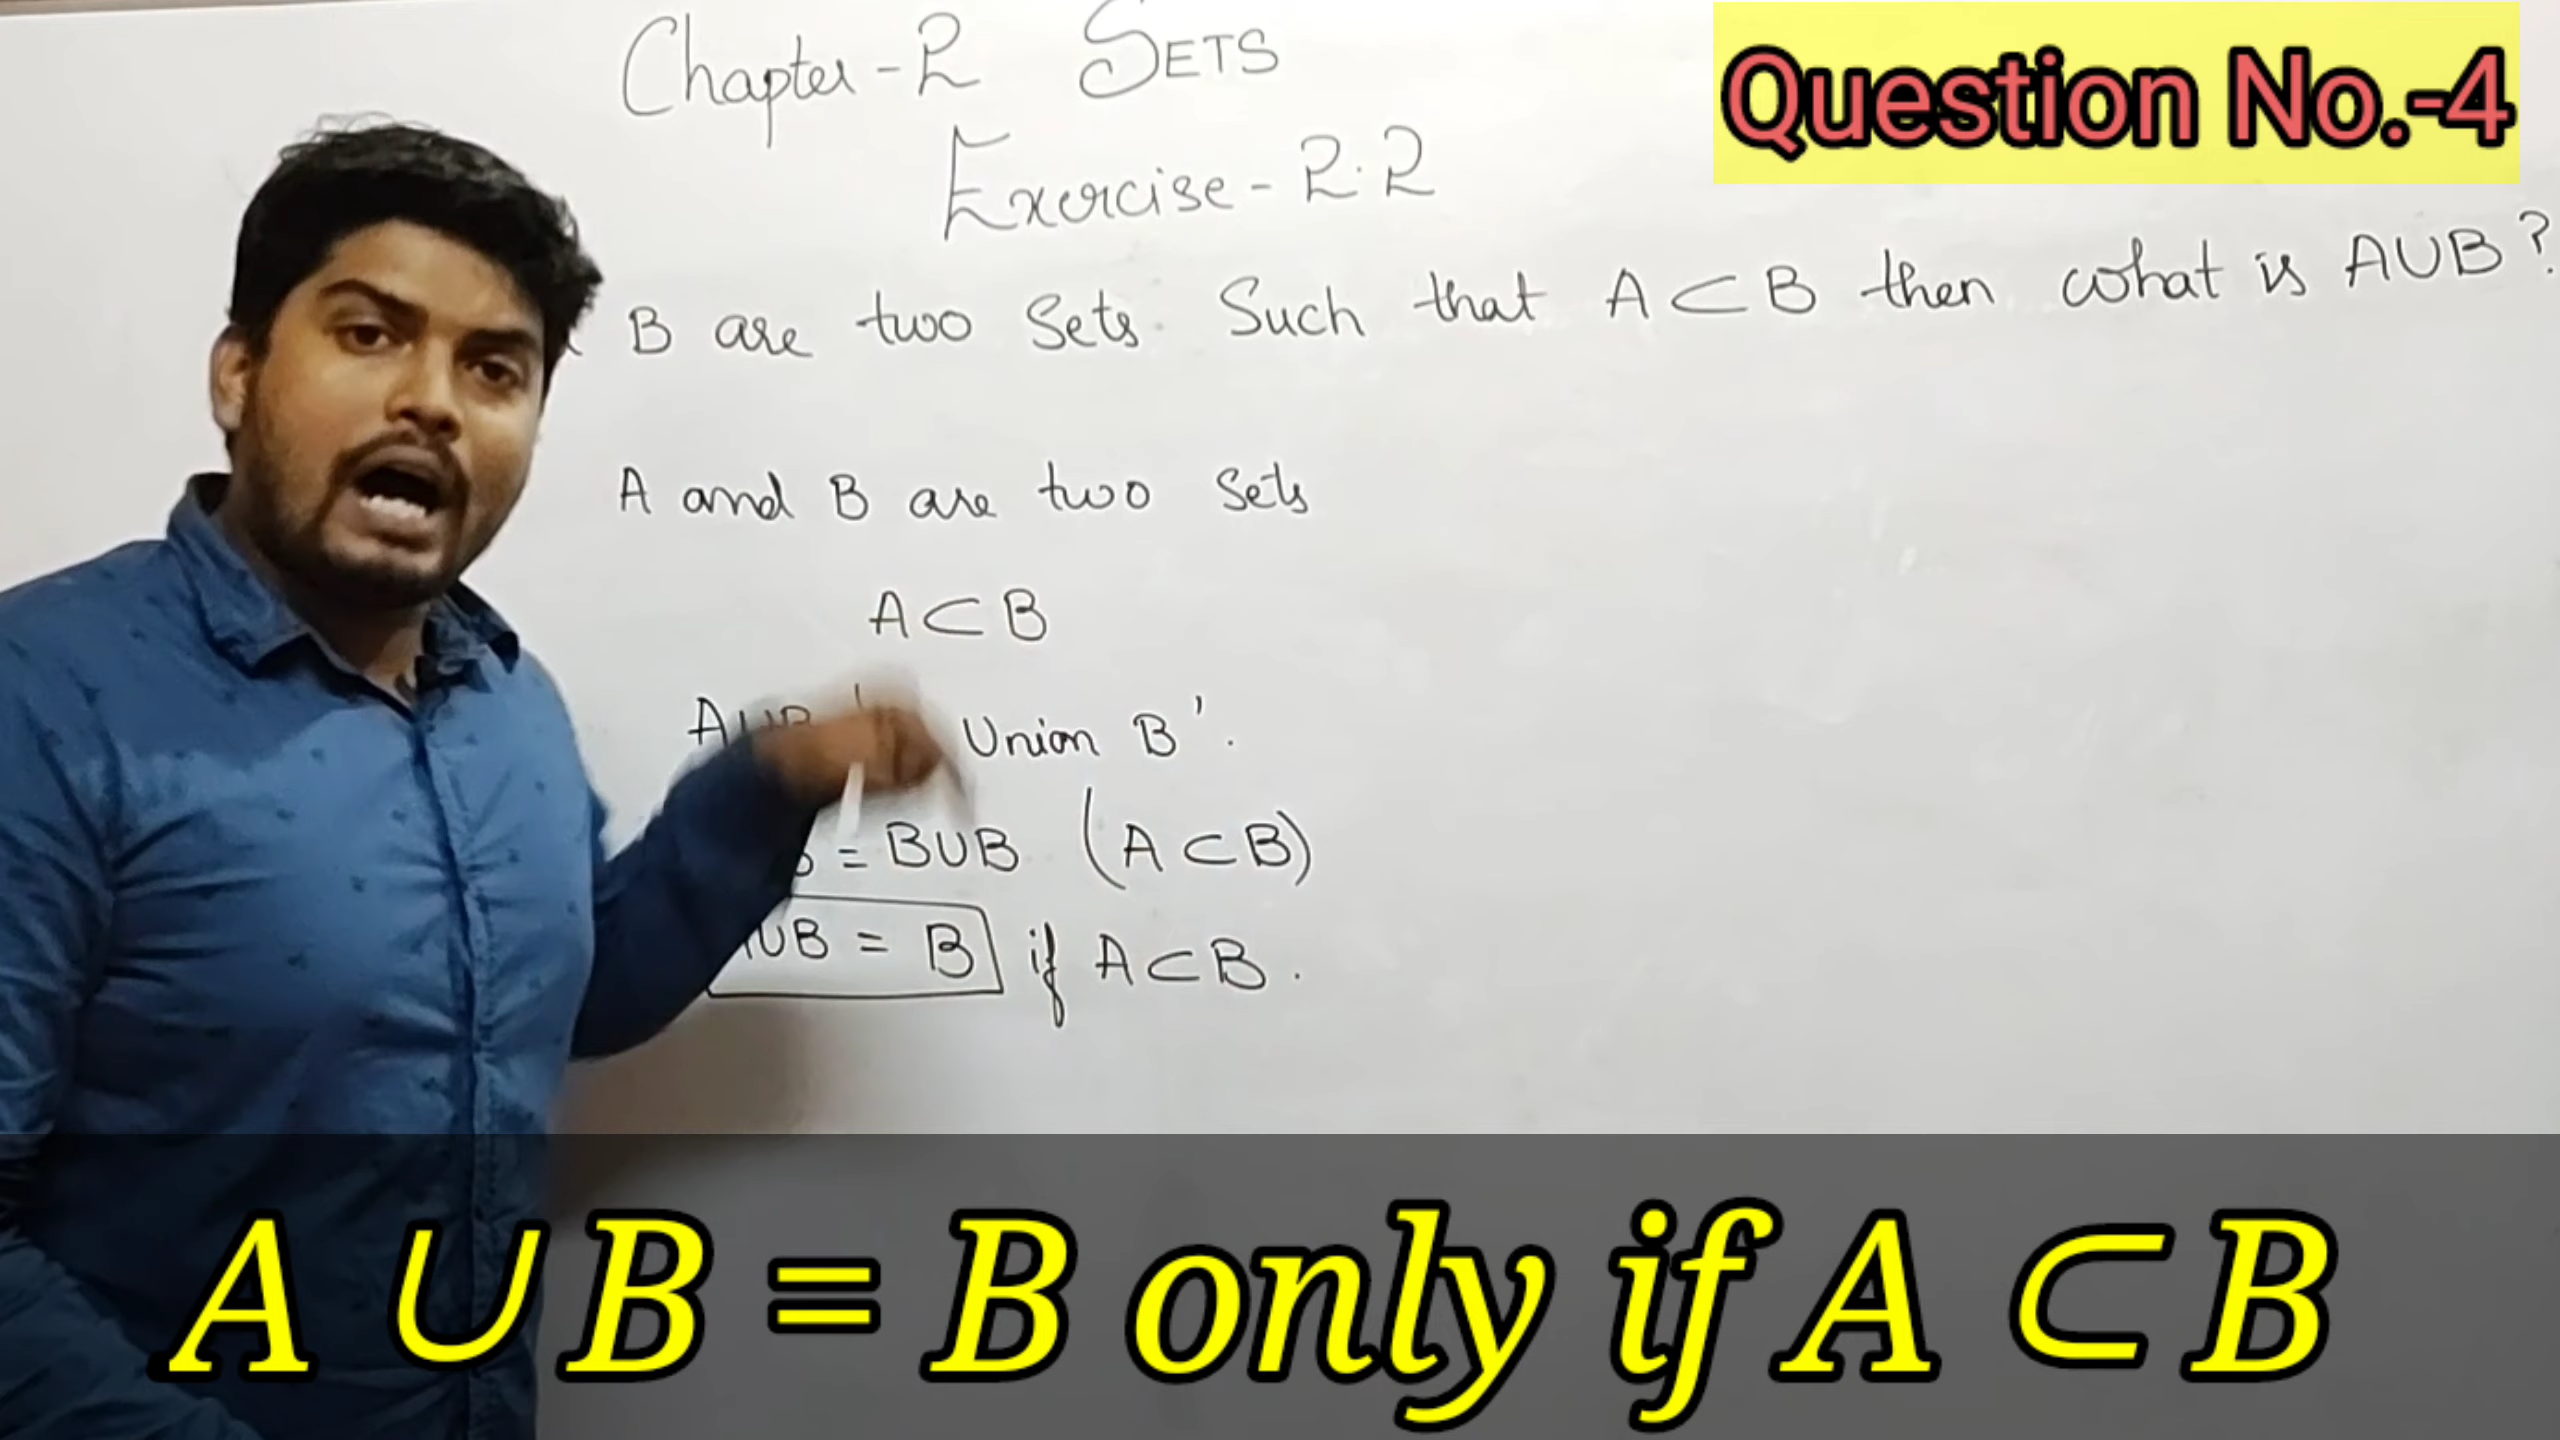 Chapter-2 SETS
Question No.-4
Exercise-2.2
B are two Sets. Such that A⊂B then what is A∪B?
A and B are two Sets
A⊂B
A∪B ' Union B'.
= B∪B (A⊂B)
∪B = B if A⊂B.
A ∪ B = B only if A ⊂ B